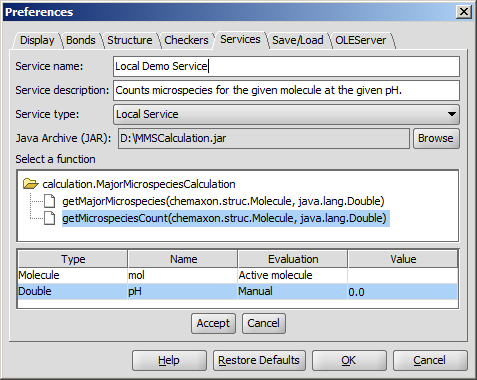 Preferences
Display Bonds Structure Checkers Services Save/Load OLEServer
Service name: Local Demo Service
Service description: Counts microspecies for the given molecule at the given pH.
Service type: Local Service
Java Archive (JAR): D:\MMSCalculation.jar Browse
Select a function
calculation.MajorMicrospeciesCalculation
getMajorMicrospecies(chemaxon.struc.Molecule, java.lang.Double)
getMicrospeciesCount(chemaxon.struc.Molecule, java.lang.Double)
Type Name Evaluation Value
Molecule mol Active molecule
Double pH Manual 0.0
Accept Cancel
Help Restore Defaults OK Cancel